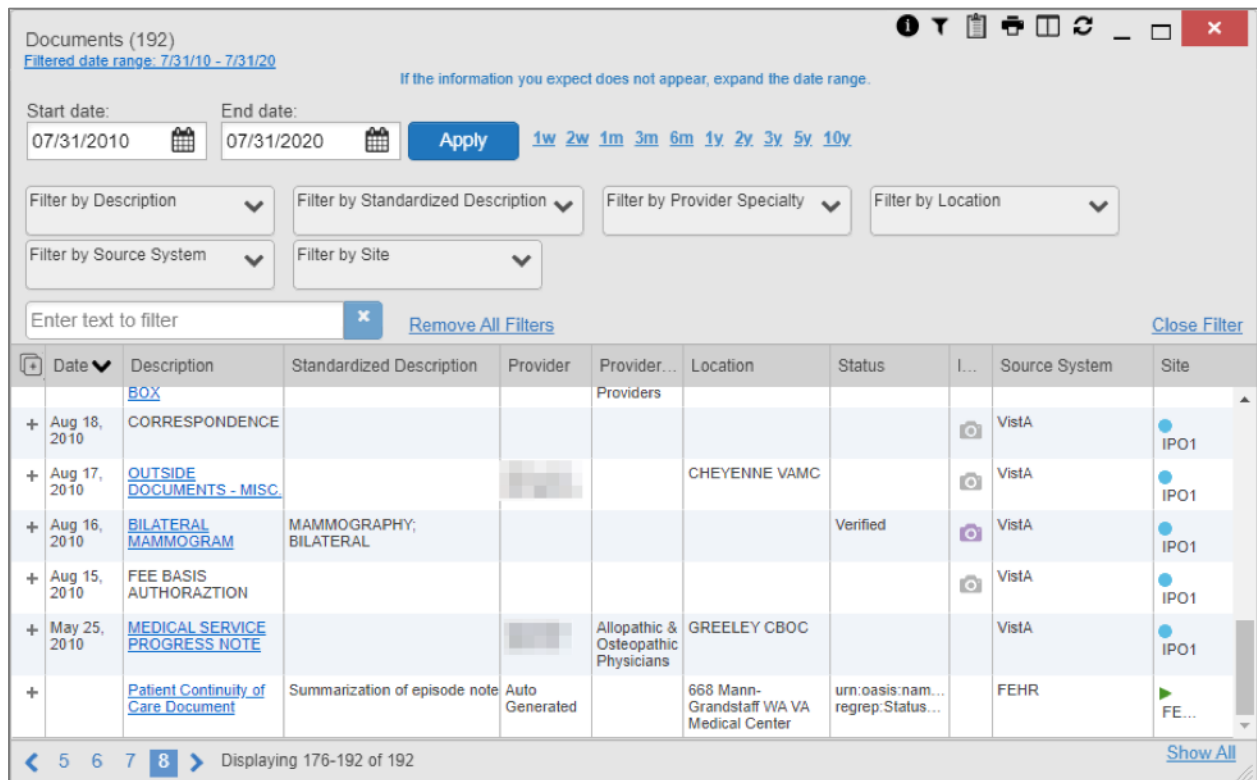 Documents (192)
Filtered date range: 7/31/10 - 7/31/20
If the information you expect does not appear, expand the date range.
Start date: End date:
07/31/2010 07/31/2020 Apply 1w 2w 1m 3m 6m 1y 2y 3y 5y 10y
Filter by Description Filter by Standardized Description Filter by Provider Specialty Filter by Location
Filter by Source System Filter by Site
Enter text to filter Remove All Filters Close Filter
Date Description Standardized Description Provider Provider... Location Status I... Source System Site
BOX Providers
Aug 18, CORRESPONDENCE VistA
2010 IPO1
Aug 17, OUTSIDE CHEYENNE VAMC VistA
2010 DOCUMENTS - MISC. IPO1
Aug 16, BILATERAL MAMMOGRAPHY; Verified VistA
2010 MAMMOGRAM BILATERAL IPO1
Aug 15, FEE BASIS VistA
2010 AUTHORAZTION IPO1
May 25, MEDICAL SERVICE Allopathic & GREELEY CBOC VistA
2010 PROGRESS NOTE Osteopathic IPO1
Physicians
Patient Continuity of Summarization of episode note Auto 668 Mann- urn:oasis:nam... FEHR
Care Document Generated Grandstaff WA VA regrep:Status... FE...
Medical Center
5 6 7 8 Displaying 176-192 of 192 Show All